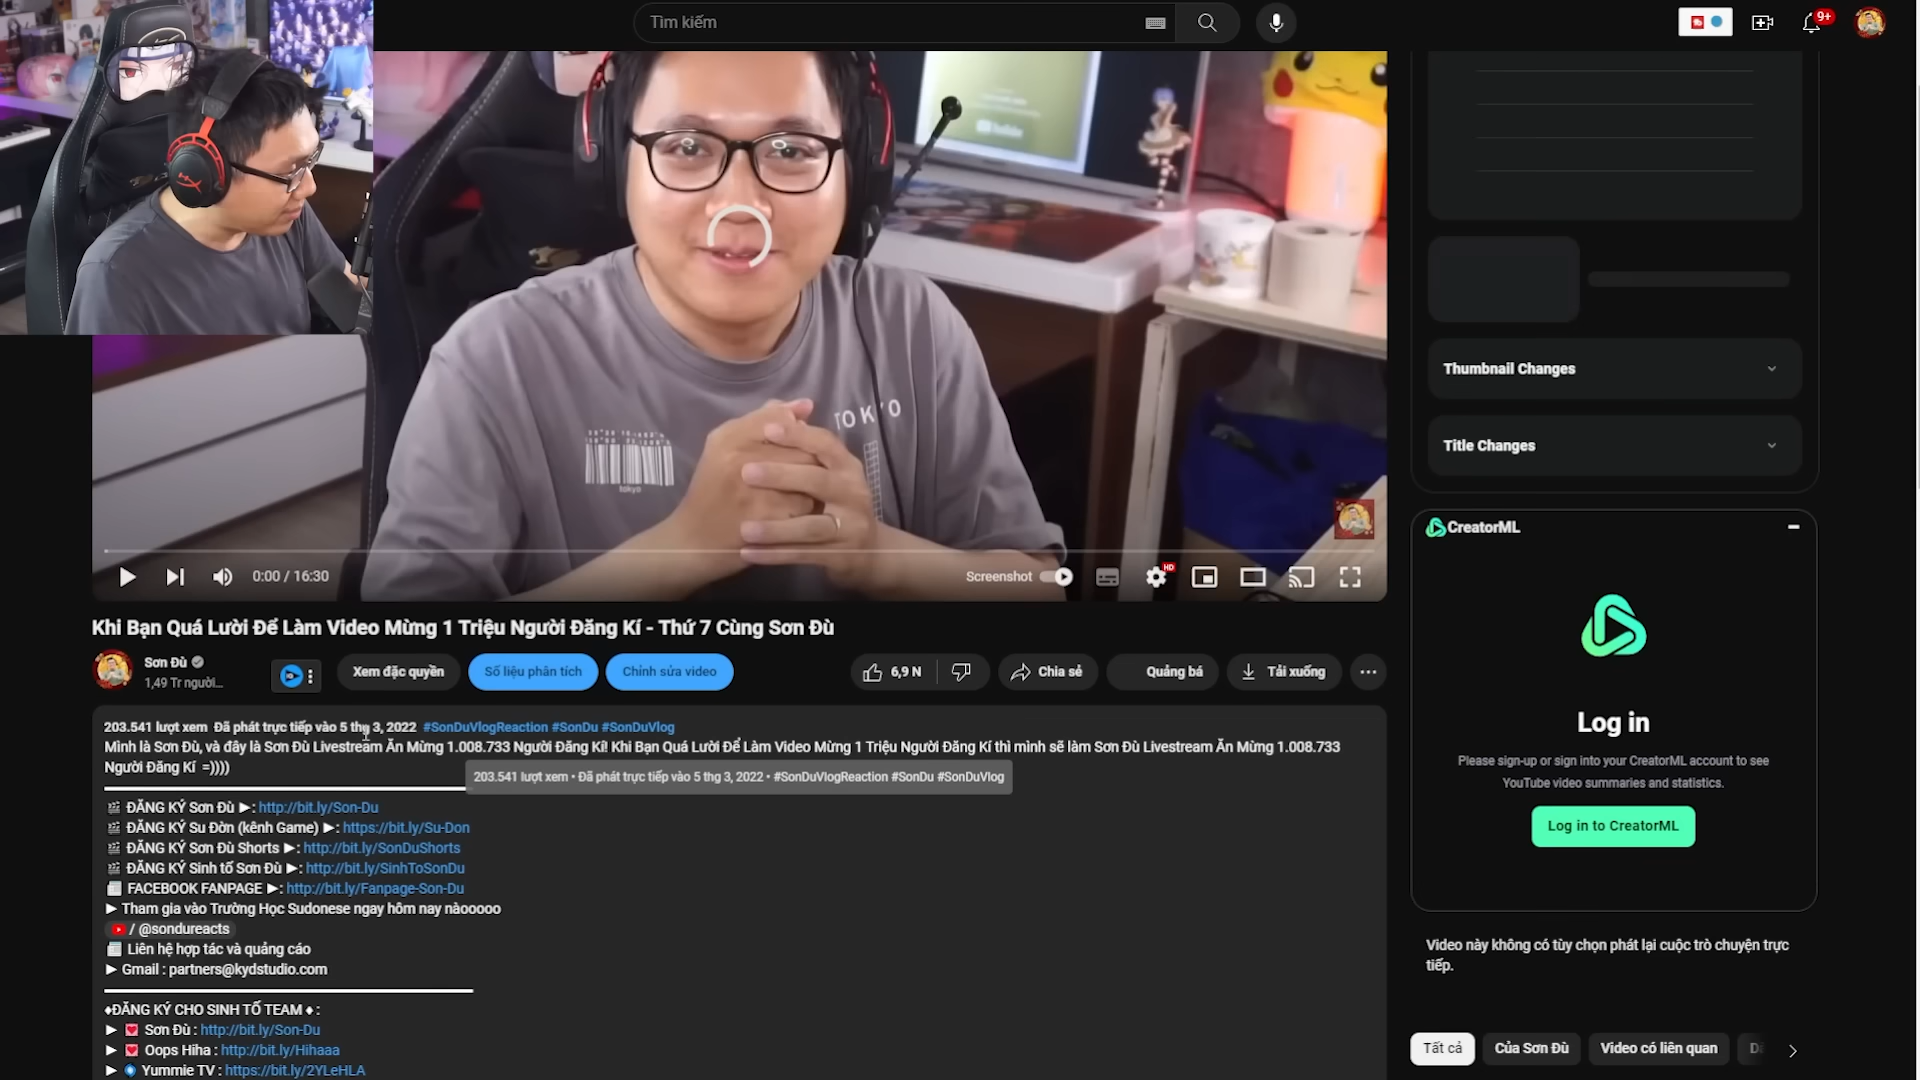 Tìm kiếm
9+
TOKYO
tokyo
0:00 / 16:30
Screenshot
HD
Khi Bạn Quá Lười Để Làm Video Mừng 1 Triệu Người Đăng Kí - Thứ 7 Cùng Sơn Đù
Sơn Đù
1,49 Tr người...
Xem đặc quyền
Số liệu phân tích
Chỉnh sửa video
6,9 N
Chia sẻ
Quảng bá
Tải xuống
203.541 lượt xem Đã phát trực tiếp vào 5 thg 3, 2022 #SonDuVlogReaction #SonDu #SonDuVlog
Mình là Sơn Đù, và đây là Sơn Đù Livestream Ăn Mừng 1.008.733 Người Đăng Kí! Khi Bạn Quá Lười Để Làm Video Mừng 1 Triệu Người Đăng Kí thì mình sẽ làm Sơn Đù Livestream Ăn Mừng 1.008.733
Người Đăng Kí =))))
203.541 lượt xem • Đã phát trực tiếp vào 5 thg 3, 2022 • #SonDuVlogReaction #SonDu #SonDuVlog
🎬 ĐĂNG KÝ Sơn Đù ►: http://bit.ly/Son-Du
🎬 ĐĂNG KÝ Su Đờn (kênh Game) ►: https://bit.ly/Su-Don
🎬 ĐĂNG KÝ Sơn Đù Shorts ►: http://bit.ly/SonDuShorts
🎬 ĐĂNG KÝ Sinh tố Sơn Đù ►: http://bit.ly/SinhToSonDu
FACEBOOK FANPAGE ►: http://bit.ly/Fanpage-Son-Du
► Tham gia vào Trường Học Sudonese ngay hôm nay nàooooo
/ @sondureacts
Liên hệ hợp tác và quảng cáo
► Gmail : partners@kydstudio.com
♦ĐĂNG KÝ CHO SINH TỐ TEAM ♦ :
► 💟 Sơn Đù : http://bit.ly/Son-Du
► 💟 Oops Hiha : http://bit.ly/Hihaaa
► Yummie TV : https://bit.ly/2YLeHLA
Thumbnail Changes
Title Changes
CreatorML
Log in
Please sign-up or sign into your CreatorML account to see
YouTube video summaries and statistics.
Log in to CreatorML
Video này không có tùy chọn phát lại cuộc trò chuyện trực
tiếp.
Tất cả
Của Sơn Đù
Video có liên quan